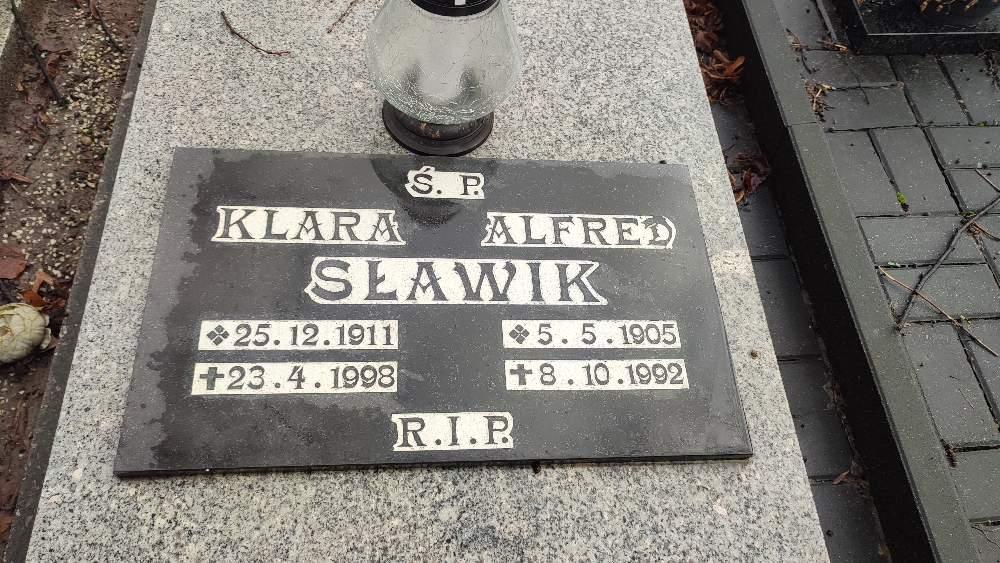 Ś. P.
KLARA ALFRED
SŁAWIK
25.12.1911 5.5.1905
23.4.1998 8.10.1992
R.I.P.